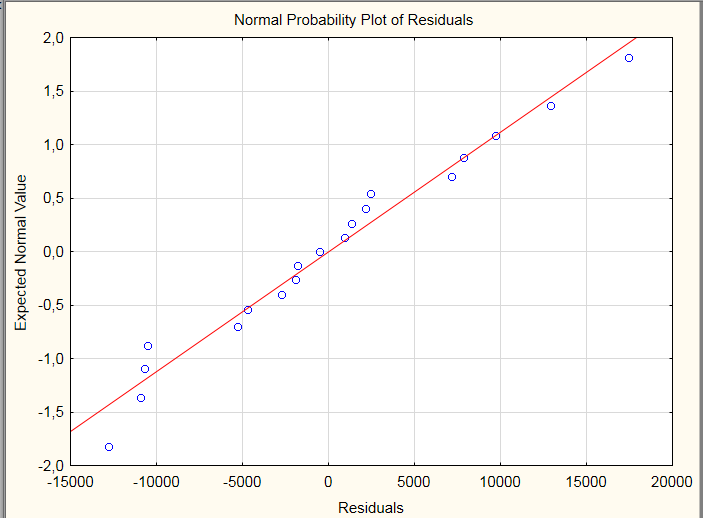 Normal Probability Plot of Residuals
2,0
1,5
1,0
0,5
0,0
-0,5
-1,0
-1,5
-2,0
Expected Normal Value
-15000 -10000 -5000 0 5000 10000 15000 20000
Residuals